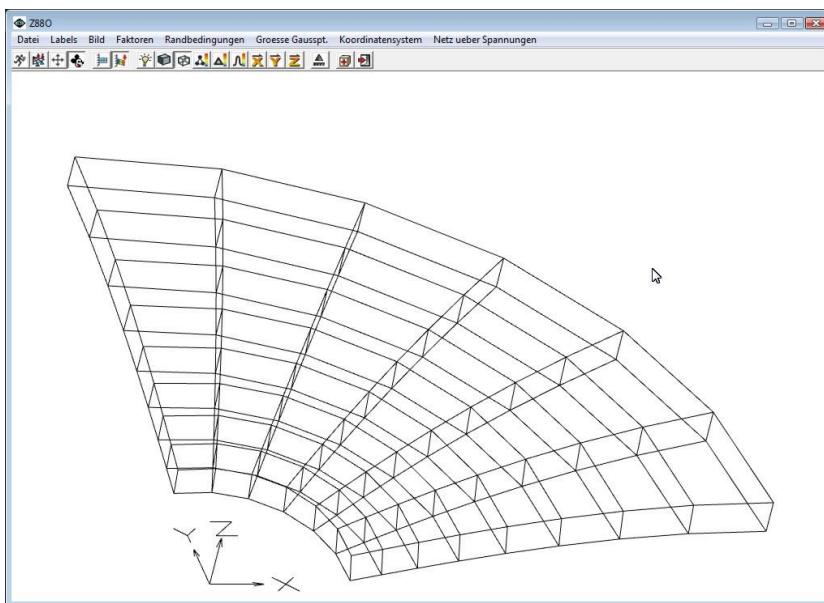 Z88O
Datei Labels Bild Faktoren Randbedingungen Groesse Gausspt. Koordinatensystem Netz ueber Spannungen
X Y Z
Y Z X